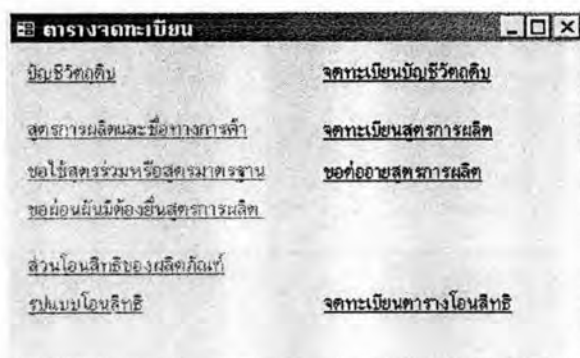 ตารางจดทะเบียน
บัญชีวัตถุดิบ จดทะเบียนบัญชีวัตถุดิบ
สูตรการผลิตและชื่อทางการค้า จดทะเบียนสูตรการผลิต
ขอใช้สูตรร่วมหรือสูตรมาตรฐาน ขอต่ออายุสูตรการผลิต
ขอผ่อนผันมิต้องยื่นสูตรการผลิต
ส่วนโอนสิทธิของผลิตภัณฑ์
รูปแบบโอนสิทธิ จดทะเบียนตารางโอนสิทธิ